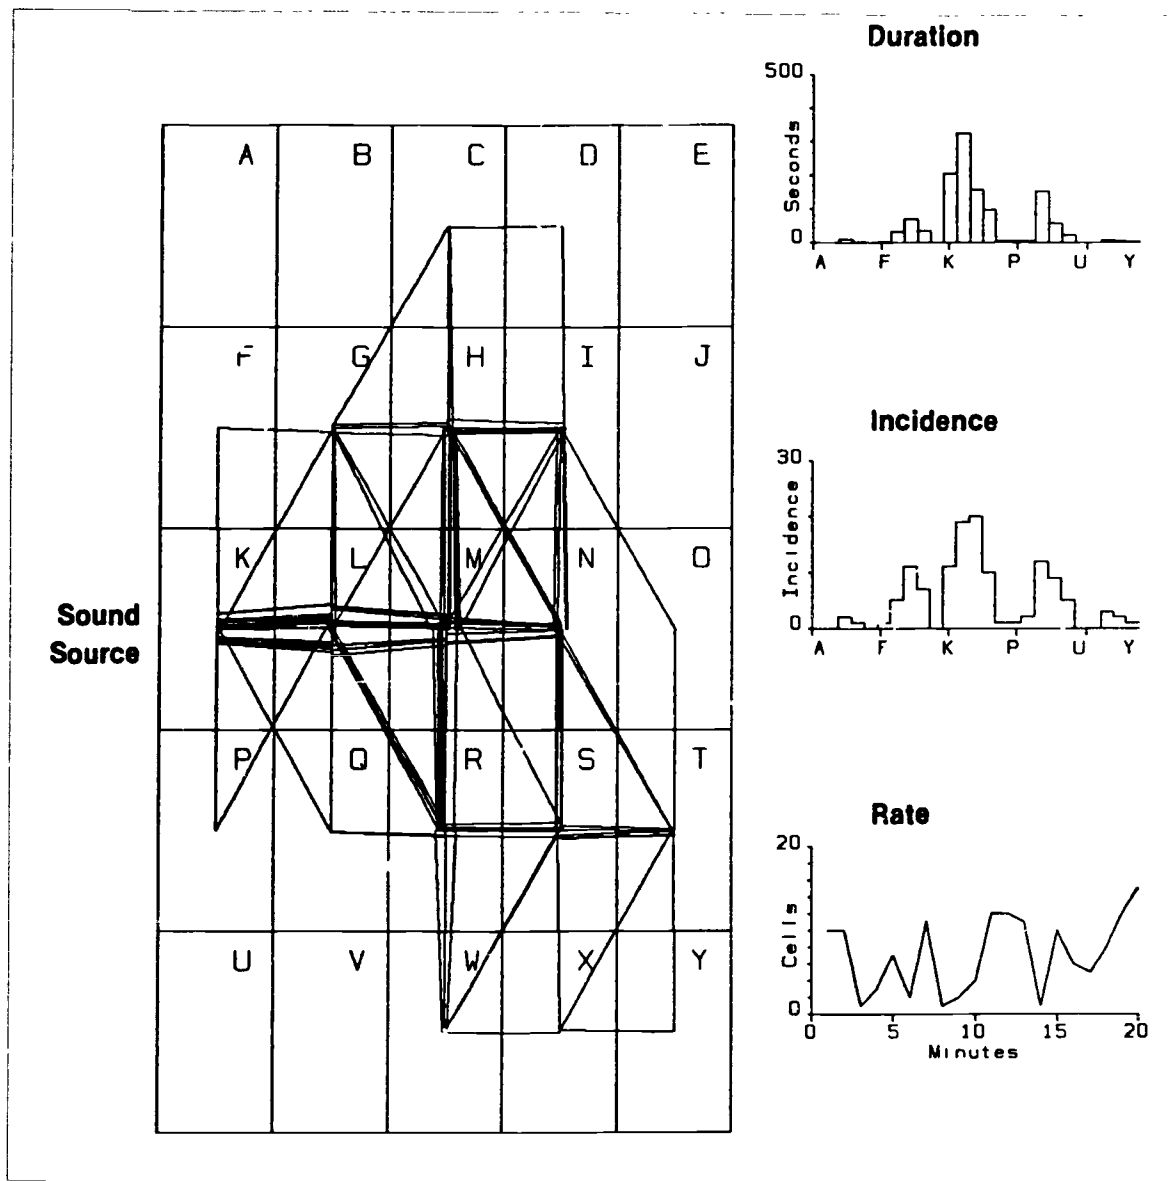 Duration
500
Seconds
0
A F K P U Y
A B C D E
F G H I J
K L M N O
P Q R S T
U V W X Y
Sound
Source
Incidence
30
Incidence
0
A F K P U Y
Rate
20
Cells
0
0 5 10 15 20
Minutes